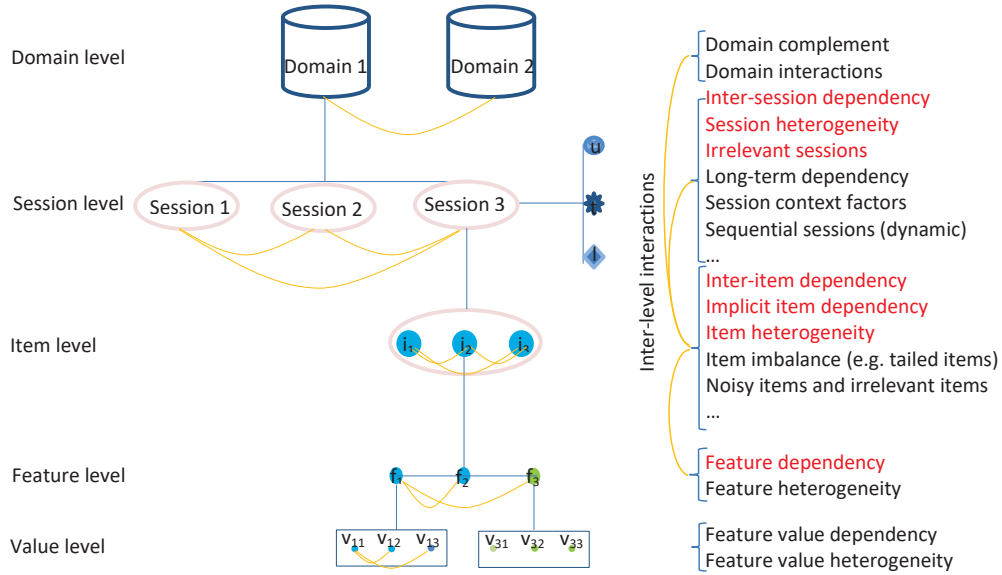 Domain level
Domain 1
Domain 2
Session level
Session 1
Session 2
Session 3
u
t
l
Item level
i1
i2
i3
Feature level
f1
f2
f3
Value level
v11 v12 v13
v31 v32 v33
Inter-level interactions
Domain complement
Domain interactions
Inter-session dependency
Session heterogeneity
Irrelevant sessions
Long-term dependency
Session context factors
Sequential sessions (dynamic)
...
Inter-item dependency
Implicit item dependency
Item heterogeneity
Item imbalance (e.g. tailed items)
Noisy items and irrelevant items
...
Feature dependency
Feature heterogeneity
Feature value dependency
Feature value heterogeneity